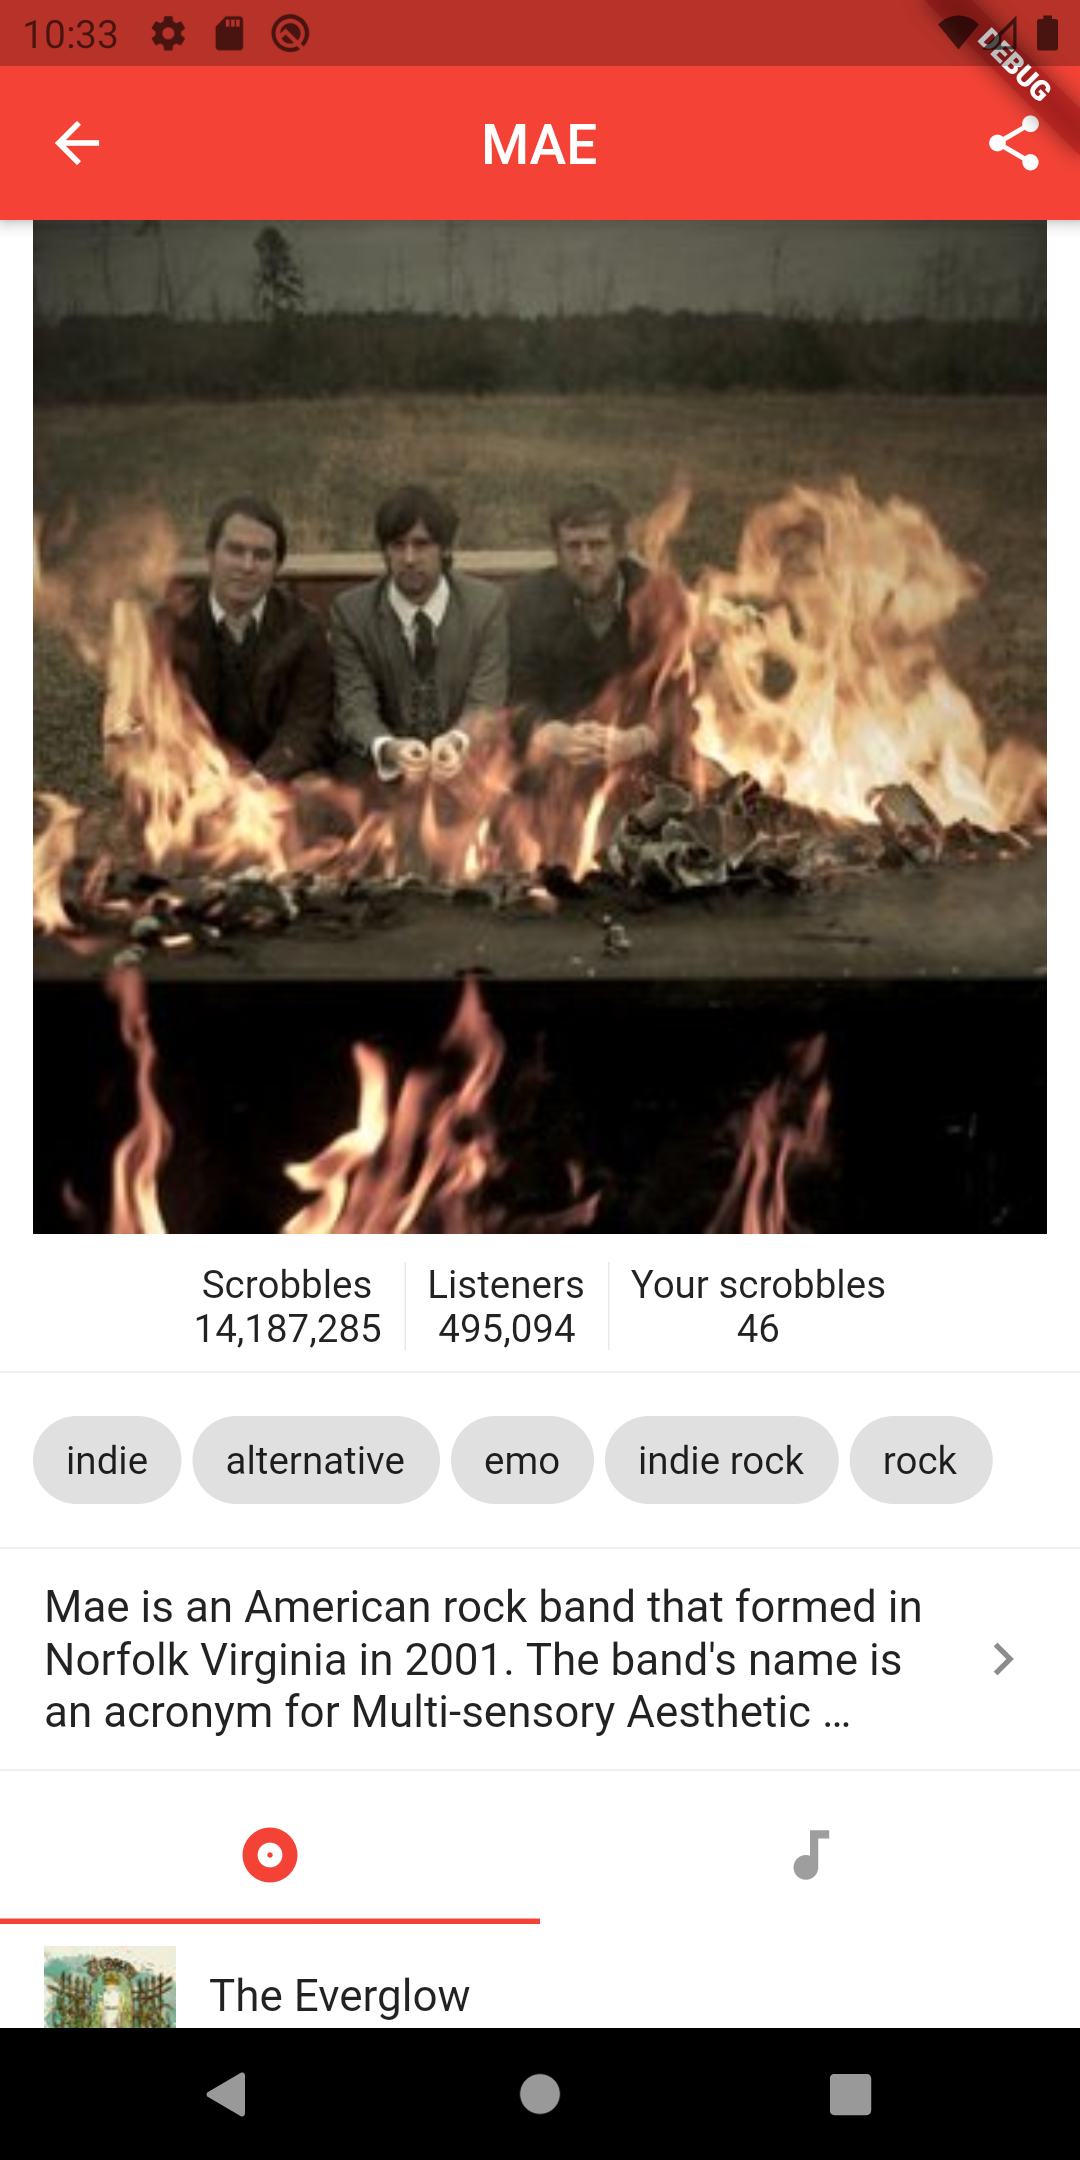 10:33
DEBUG
MAE
Scrobbles
14,187,285
Listeners
495,094
Your scrobbles
46
indie
alternative
emo
indie rock
rock
Mae is an American rock band that formed in
Norfolk Virginia in 2001. The band's name is
an acronym for Multi-sensory Aesthetic ...
The Everglow